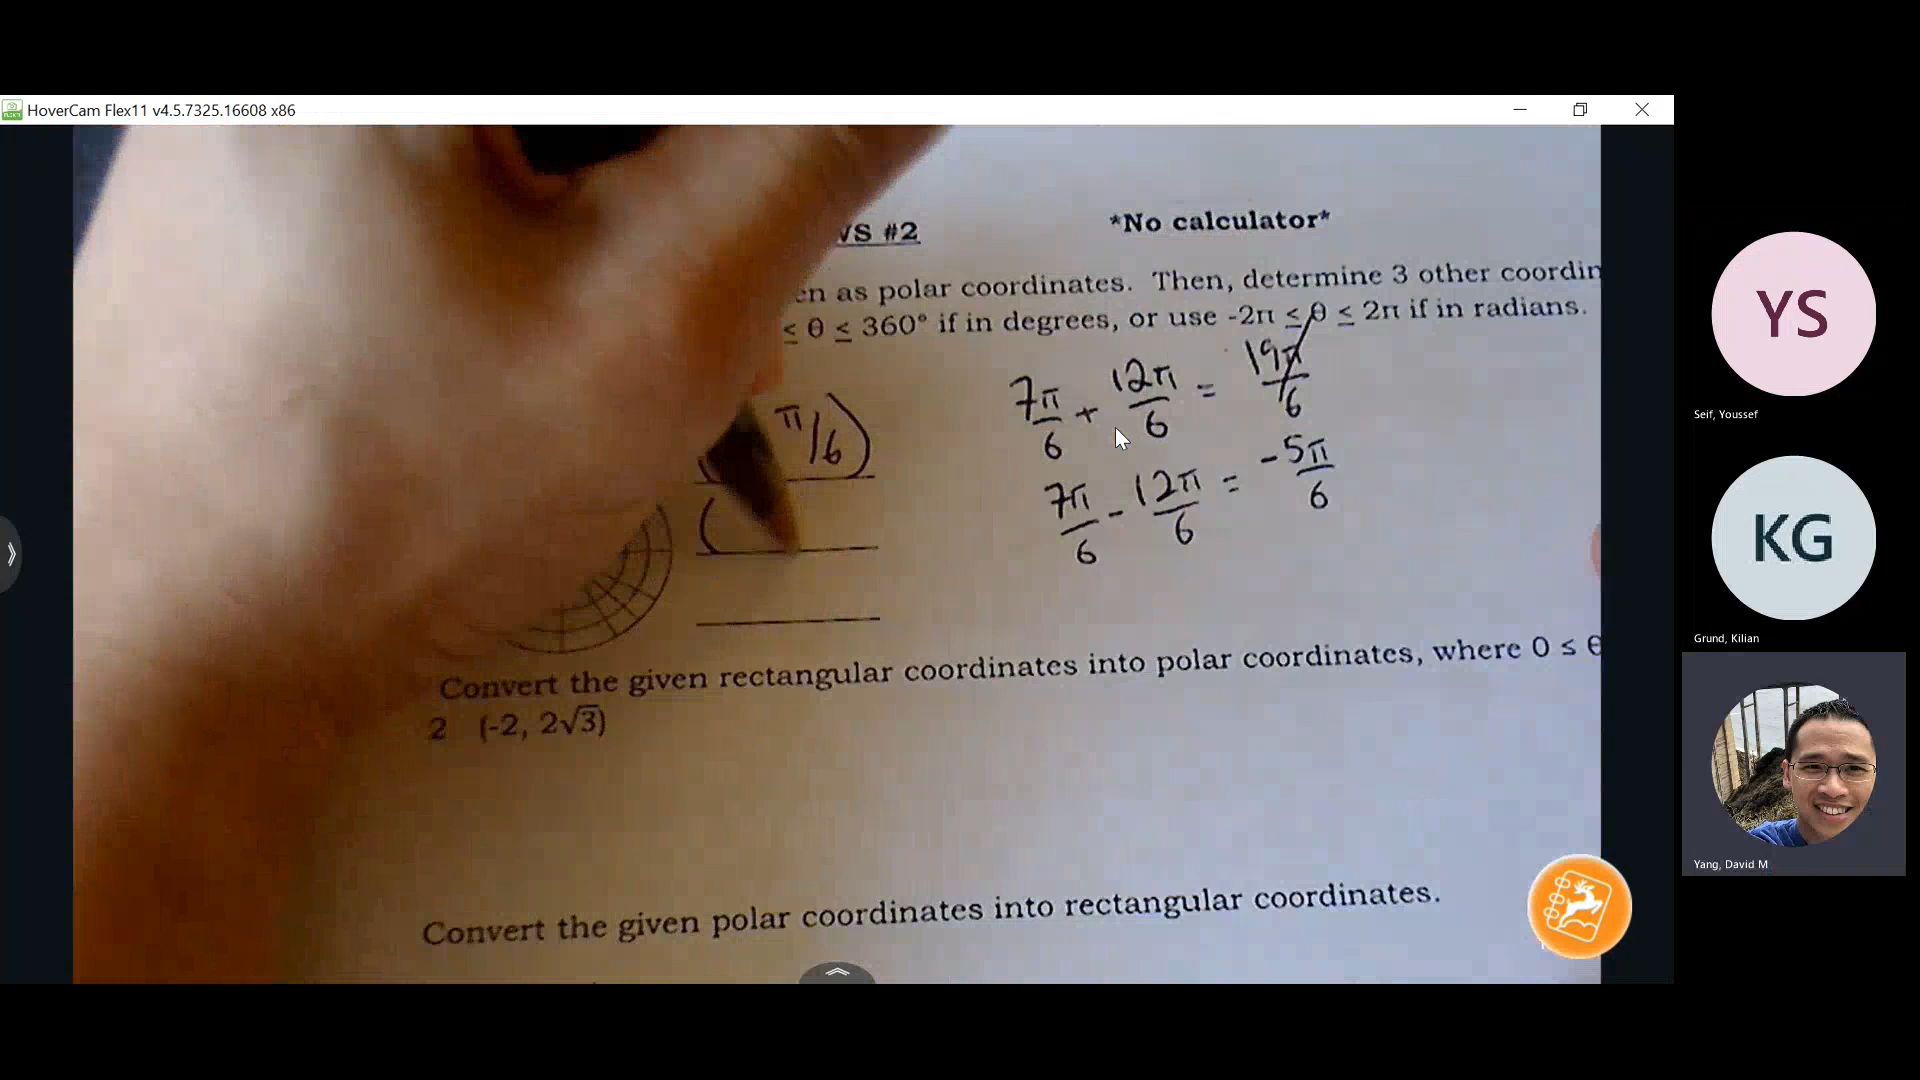 HoverCam Flex11 v4.5.7325.16608 x86
WS #2 *No calculator*
en as polar coordinates. Then, determine 3 other coordin
≤ θ ≤ 360° if in degrees, or use -2π ≤ θ ≤ 2π if in radians.
7π/6 + 12π/6 = 19π/6
π/6)
7π/6 - 12π/6 = -5π/6
(
Convert the given rectangular coordinates into polar coordinates, where 0 ≤ θ
2 (-2, 2√3)
Convert the given polar coordinates into rectangular coordinates.
YS
Seif, Youssef
KG
Grund, Kilian
Yang, David M